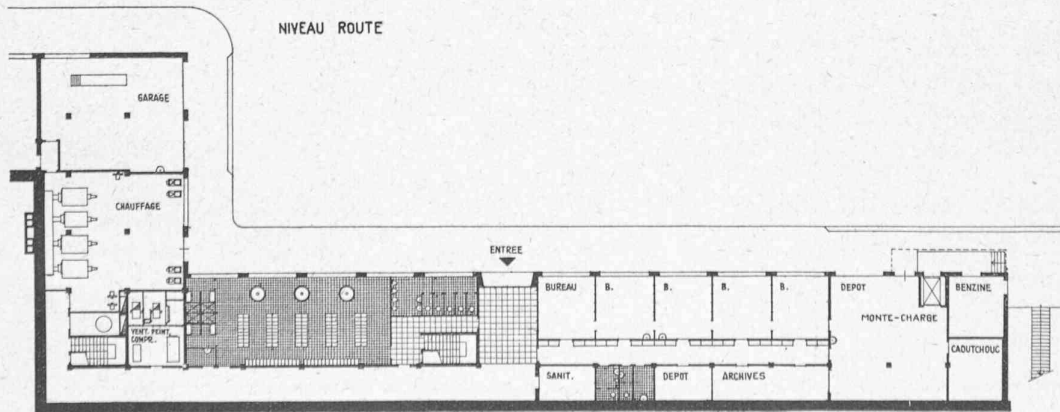 NIVEAU ROUTE
GARAGE
CHAUFFAGE
ENTREE
BUREAU
B.
B.
B.
B.
DEPOT
BENZINE
MONTE-CHARGE
VENT. PEINT.
COMPR.
CAOUTCHOUC
SANIT.
DEPOT
ARCHIVES